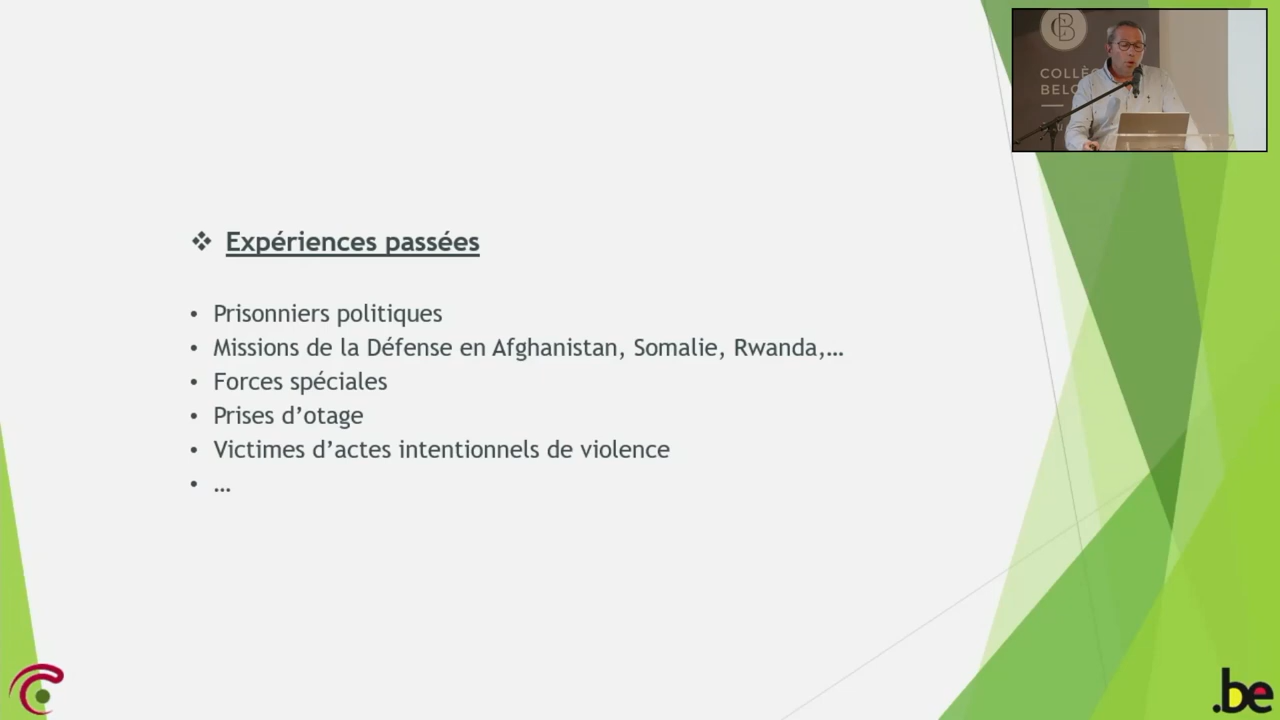 COLLÈ
BELG
❖ Expériences passées
• Prisonniers politiques
• Missions de la Défense en Afghanistan, Somalie, Rwanda,…
• Forces spéciales
• Prises d’otage
• Victimes d’actes intentionnels de violence
• …
.be